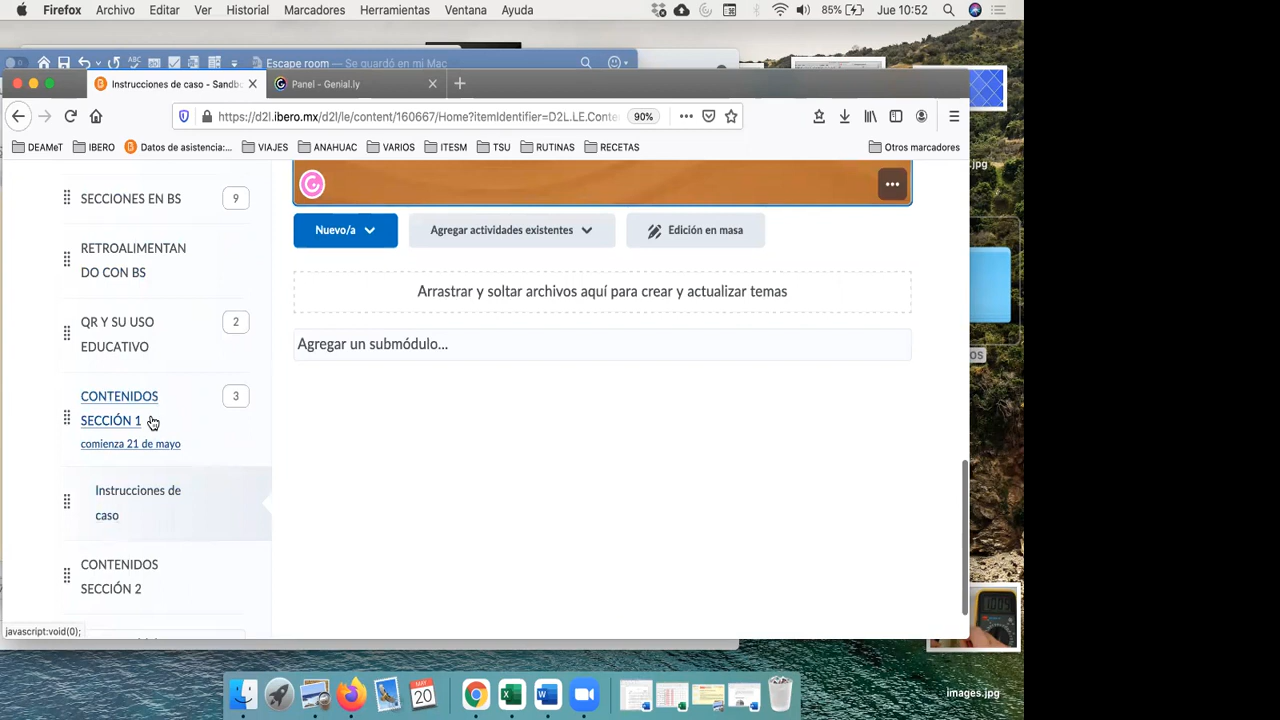 Firefox Archivo Editar Ver Historial Marcadores Herramientas Ventana Ayuda 85% Jue 10:52
Escape room — Se guardó en mi Mac
Instrucciones de caso - Sandbo
Panel - Genial.ly
https://d2l.ibero.mx/d2l/le/content/160667/Home?itemIdentifier=D2L.LE.Conte
90%
DEAMeT IBERO Datos de asistencia:... VIAJES ANAHUAC VARIOS ITESM TSU RUTINAS RECETAS Otros marcadores
.jpg
SECCIONES EN BS 9
Nuevo/a Agregar actividades existentes Edición en masa
RETROALIMENTAN
DO CON BS
Arrastrar y soltar archivos aquí para crear y actualizar temas
QR Y SU USO 2
EDUCATIVO
Agregar un submódulo...
OS
CONTENIDOS 3
SECCIÓN 1
comienza 21 de mayo
Instrucciones de
caso
CONTENIDOS
SECCIÓN 2
javascript:void(0);
MAY
20
images.jpg